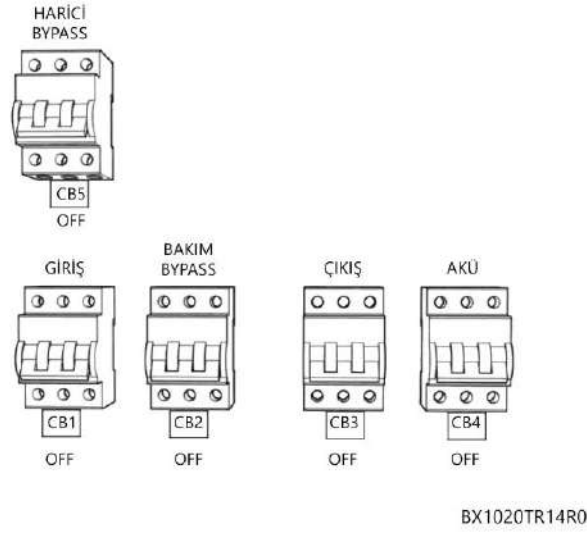 HARİCİ
BYPASS
CB5
OFF
GİRİŞ
BAKIM
BYPASS
ÇIKIŞ
AKÜ
CB1
CB2
CB3
CB4
OFF
OFF
OFF
OFF
BX1020TR14R0